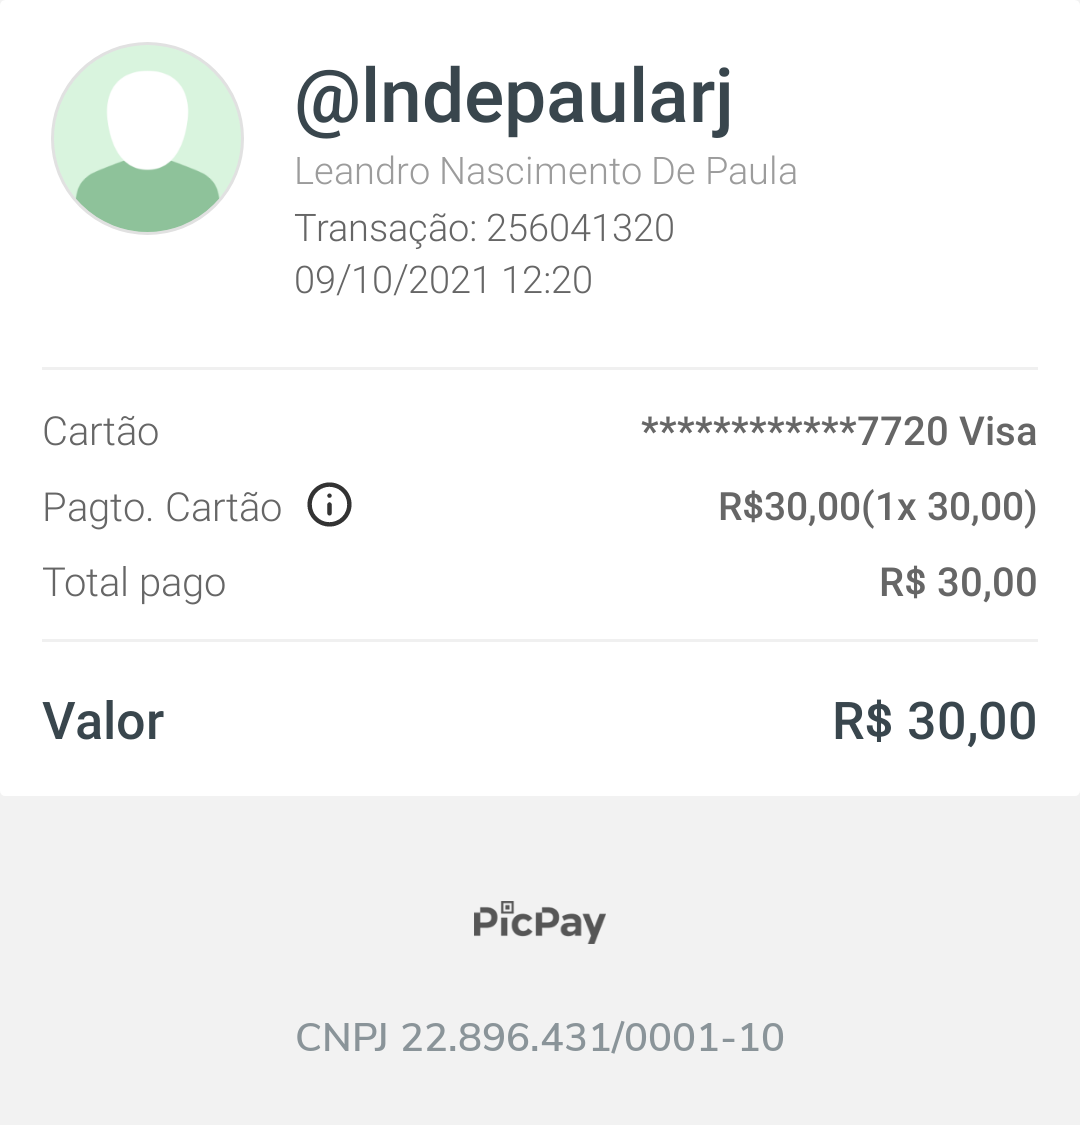 @lndepaularj
Leandro Nascimento De Paula
Transação: 256041320
09/10/2021 12:20
Cartão ************7720 Visa
Pagto. Cartão R$30,00(1x 30,00)
Total pago R$ 30,00
Valor R$ 30,00
PicPay
CNPJ 22.896.431/0001-10